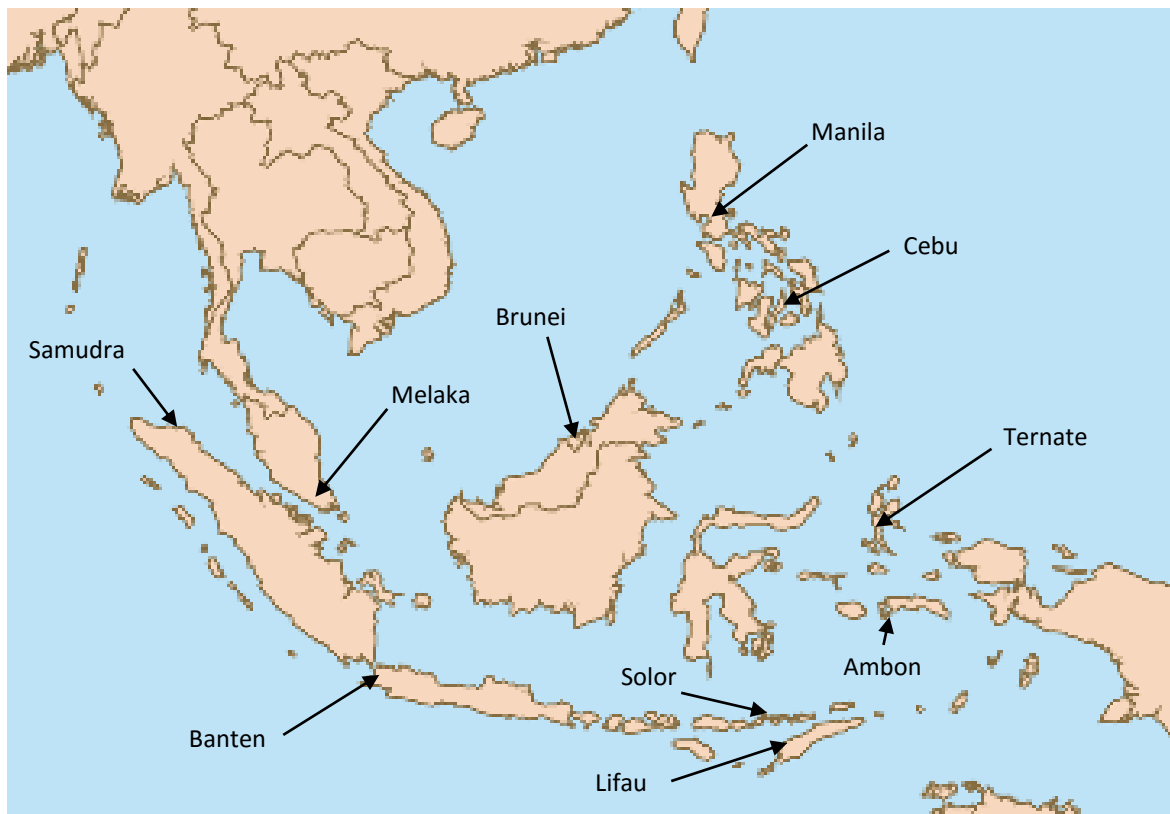 Manila
Cebu
Brunei
Samudra
Melaka
Ternate
Ambon
Solor
Banten
Lifau